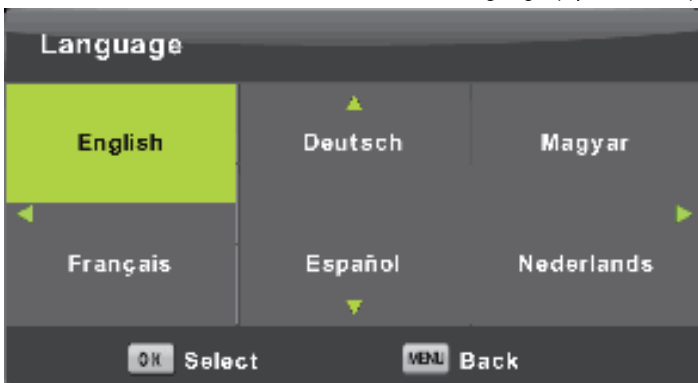 Language
English Deutsch Magyar
Français Español Nederlands
OK Select MENU Back